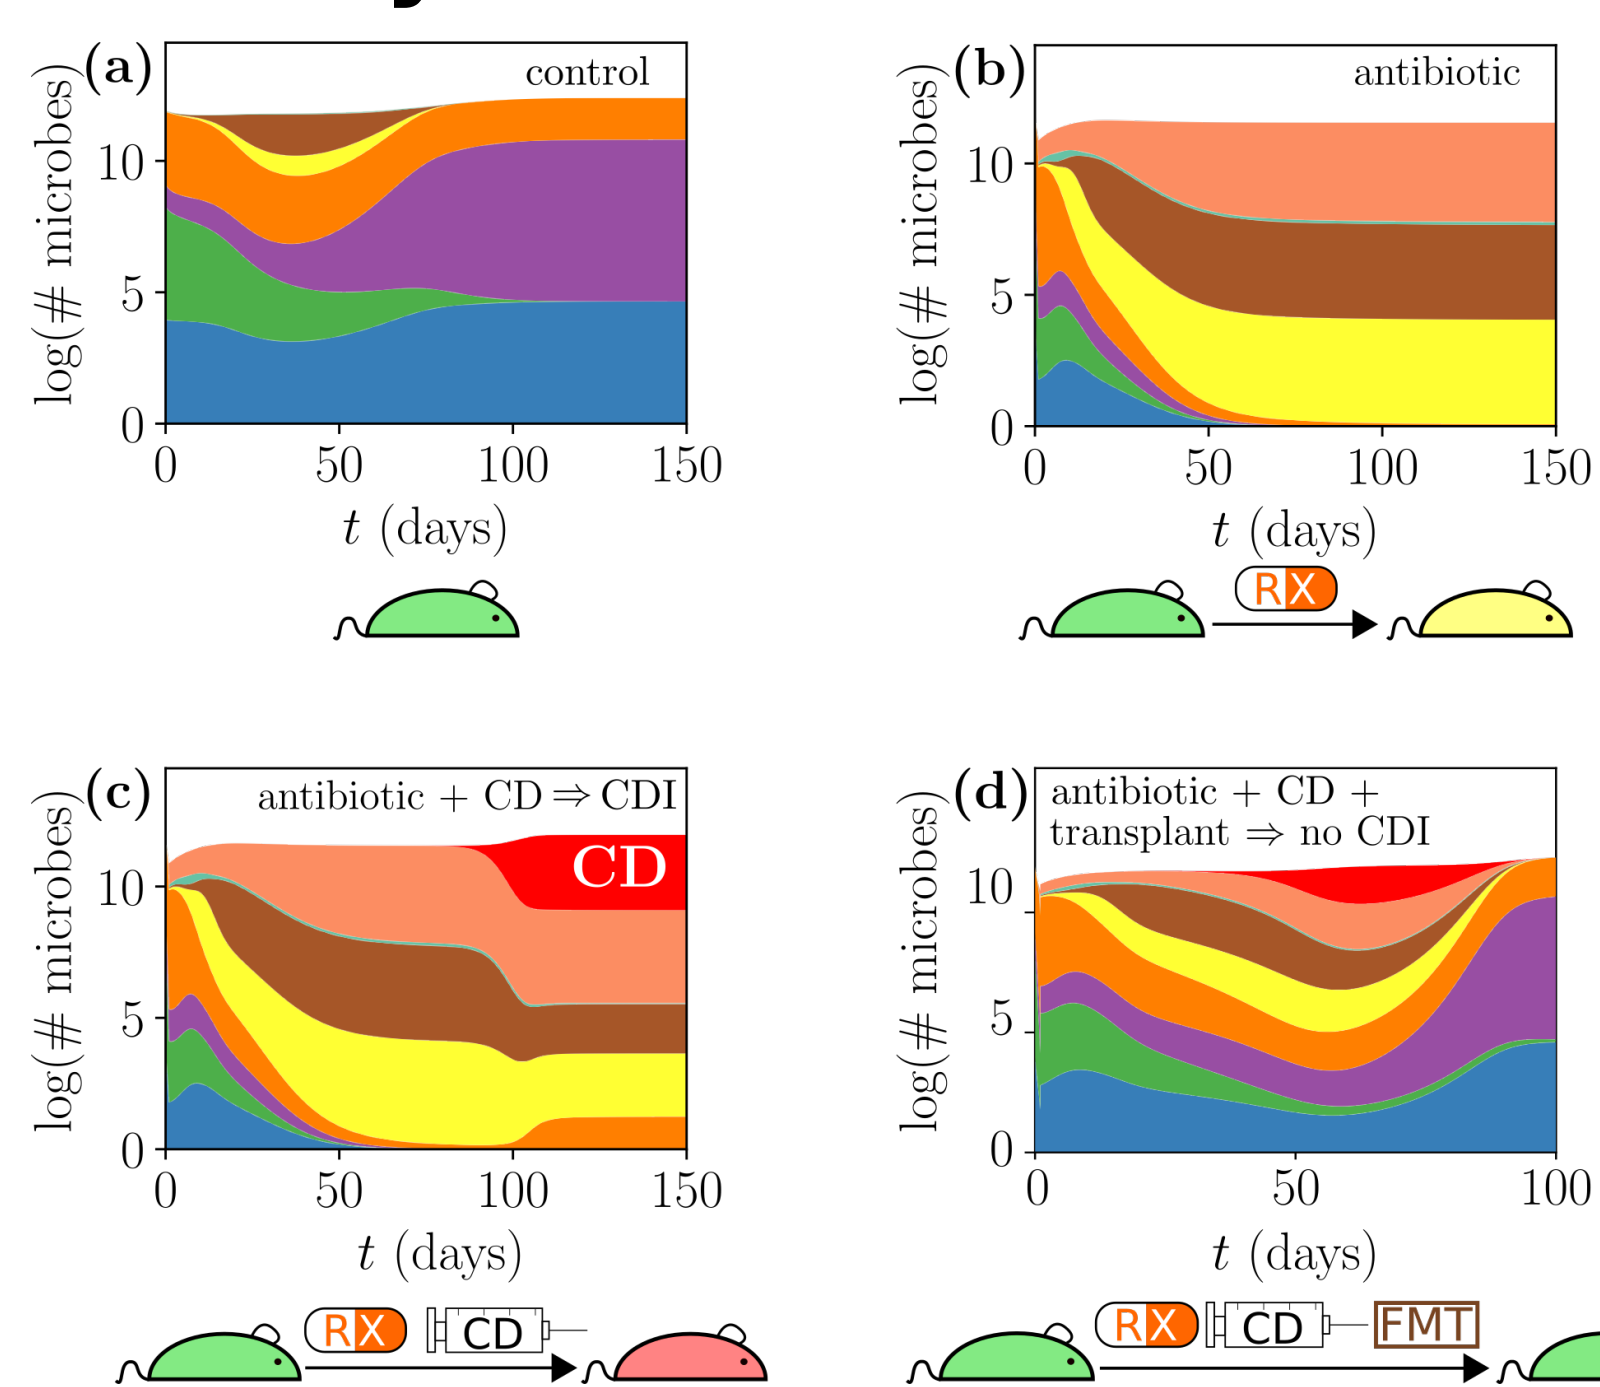 (a)
control
log(# microbes)
10
5
0
0 50 100 150
t (days)
(b)
antibiotic
log(# microbes)
10
5
0
0 50 100 150
t (days)
RX
(c)
antibiotic + CD ⇒ CDI
CD
log(# microbes)
10
5
0
0 50 100 150
t (days)
RX CD
(d)
antibiotic + CD +
transplant ⇒ no CDI
log(# microbes)
10
5
0
0 50 100
t (days)
RX CD FMT